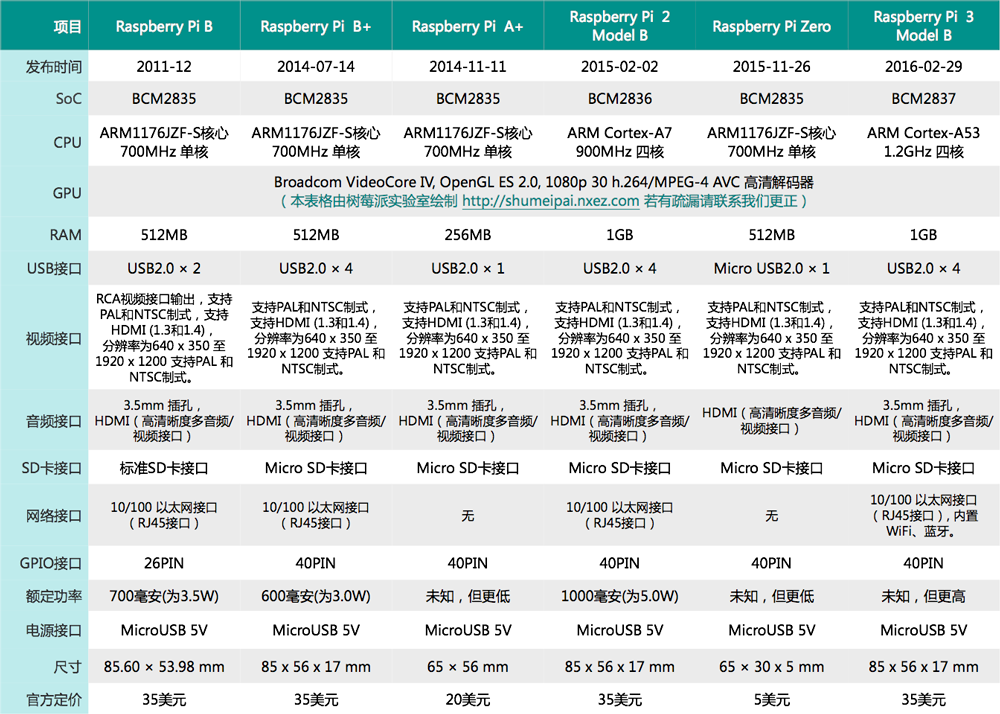 项目 Raspberry Pi B Raspberry Pi B+ Raspberry Pi A+ Raspberry Pi 2 Model B Raspberry Pi Zero Raspberry Pi 3 Model B
发布时间 2011-12 2014-07-14 2014-11-11 2015-02-02 2015-11-26 2016-02-29
SoC BCM2835 BCM2835 BCM2835 BCM2836 BCM2835 BCM2837
CPU ARM1176JZF-S核心 700MHz 单核 ARM1176JZF-S核心 700MHz 单核 ARM1176JZF-S核心 700MHz 单核 ARM Cortex-A7 900MHz 四核 ARM1176JZF-S核心 700MHz 单核 ARM Cortex-A53 1.2GHz 四核
GPU Broadcom VideoCore IV, OpenGL ES 2.0, 1080p 30 h.264/MPEG-4 AVC 高清解码器
（本表格由树莓派实验室绘制 http://shumeipai.nxez.com 若有疏漏请联系我们更正）
RAM 512MB 512MB 256MB 1GB 512MB 1GB
USB接口 USB2.0 × 2 USB2.0 × 4 USB2.0 × 1 USB2.0 × 4 Micro USB2.0 × 1 USB2.0 × 4
视频接口 RCA视频接口输出，支持PAL和NTSC制式，支持HDMI (1.3和1.4)，分辨率为640 x 350 至 1920 x 1200 支持PAL 和NTSC制式。 支持PAL和NTSC制式，支持HDMI (1.3和1.4)，分辨率为640 x 350 至 1920 x 1200 支持PAL 和NTSC制式。 支持PAL和NTSC制式，支持HDMI (1.3和1.4)，分辨率为640 x 350 至 1920 x 1200 支持PAL 和NTSC制式。 支持PAL和NTSC制式，支持HDMI (1.3和1.4)，分辨率为640 x 350 至 1920 x 1200 支持PAL 和NTSC制式。 支持PAL和NTSC制式，支持HDMI (1.3和1.4)，分辨率为640 x 350 至 1920 x 1200 支持PAL 和NTSC制式。 支持PAL和NTSC制式，支持HDMI (1.3和1.4)，分辨率为640 x 350 至 1920 x 1200 支持PAL 和NTSC制式。
音频接口 3.5mm 插孔，HDMI（高清晰度多音频/视频接口） 3.5mm 插孔，HDMI（高清晰度多音频/视频接口） 3.5mm 插孔，HDMI（高清晰度多音频/视频接口） 3.5mm 插孔，HDMI（高清晰度多音频/视频接口） HDMI（高清晰度多音频/视频接口） 3.5mm 插孔，HDMI（高清晰度多音频/视频接口）
SD卡接口 标准SD卡接口 Micro SD卡接口 Micro SD卡接口 Micro SD卡接口 Micro SD卡接口 Micro SD卡接口
网络接口 10/100 以太网接口（RJ45接口） 10/100 以太网接口（RJ45接口） 无 10/100 以太网接口（RJ45接口） 无 10/100 以太网接口（RJ45接口），内置WiFi、蓝牙。
GPIO接口 26PIN 40PIN 40PIN 40PIN 40PIN 40PIN
额定功率 700毫安(为3.5W) 600毫安(为3.0W) 未知，但更低 1000毫安(为5.0W) 未知，但更低 未知，但更高
电源接口 MicroUSB 5V MicroUSB 5V MicroUSB 5V MicroUSB 5V MicroUSB 5V MicroUSB 5V
尺寸 85.60 × 53.98 mm 85 x 56 x 17 mm 65 × 56 mm 85 x 56 x 17 mm 65 x 30 x 5 mm 85 x 56 x 17 mm
官方定价 35美元 35美元 20美元 35美元 5美元 35美元